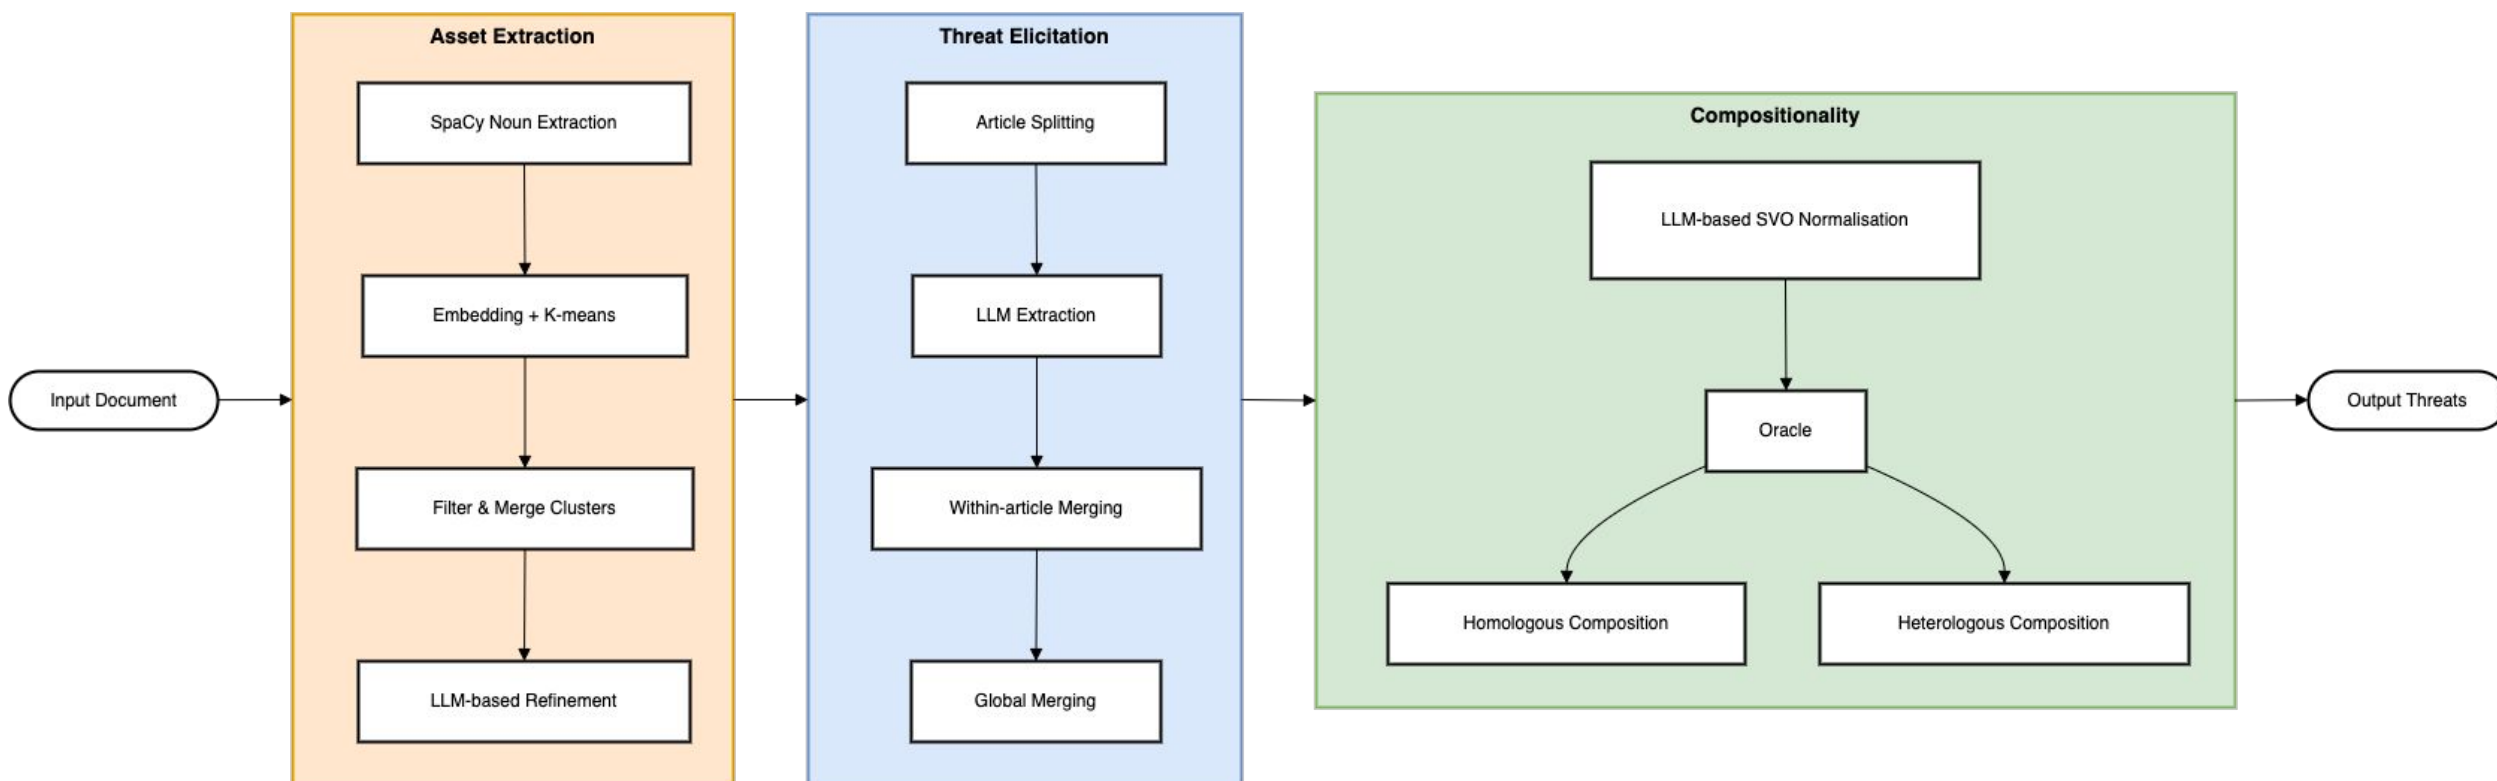 Input Document
Asset Extraction
SpaCy Noun Extraction
Embedding + K-means
Filter & Merge Clusters
LLM-based Refinement
Threat Elicitation
Article Splitting
LLM Extraction
Within-article Merging
Global Merging
Compositionality
LLM-based SVO Normalisation
Oracle
Homologous Composition
Heterologous Composition
Output Threats